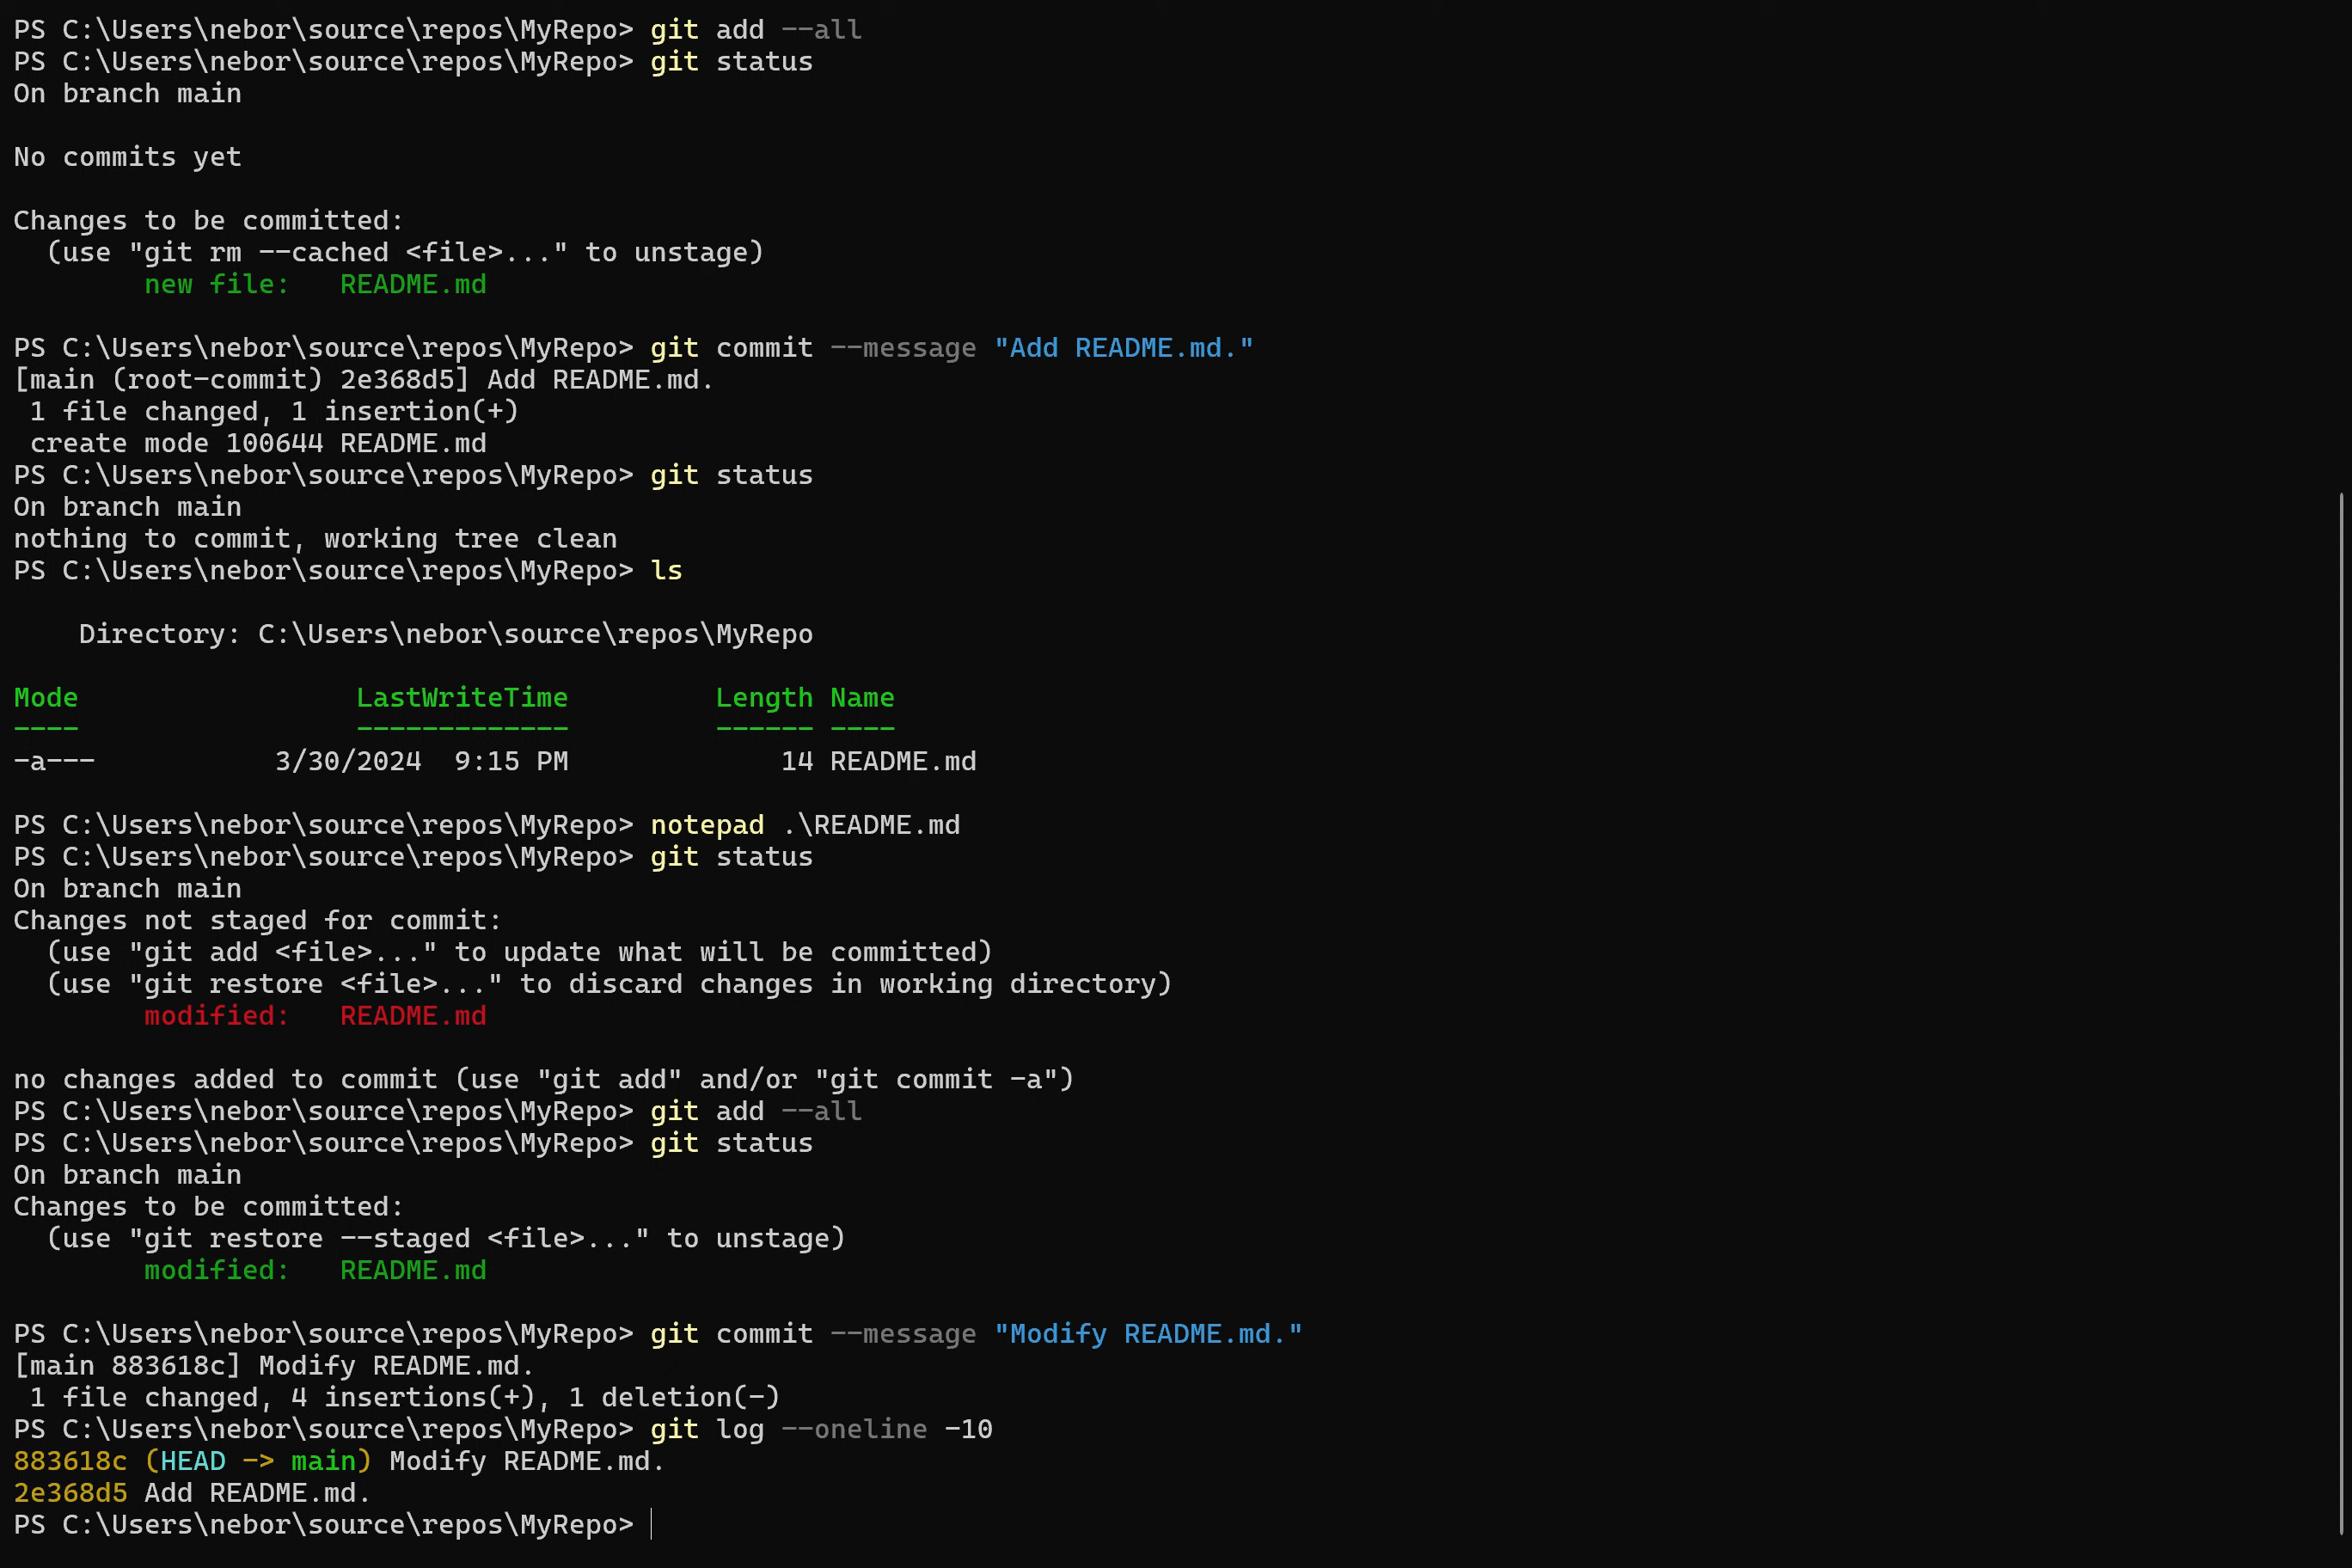 PS C:\Users\nebor\source\repos\MyRepo> git add --all
PS C:\Users\nebor\source\repos\MyRepo> git status
On branch main

No commits yet

Changes to be committed:
  (use "git rm --cached <file>..." to unstage)
        new file:   README.md

PS C:\Users\nebor\source\repos\MyRepo> git commit --message "Add README.md."
[main (root-commit) 2e368d5] Add README.md.
 1 file changed, 1 insertion(+)
 create mode 100644 README.md
PS C:\Users\nebor\source\repos\MyRepo> git status
On branch main
nothing to commit, working tree clean
PS C:\Users\nebor\source\repos\MyRepo> ls

    Directory: C:\Users\nebor\source\repos\MyRepo

Mode                 LastWriteTime         Length Name
----                 -------------         ------ ----
-a---           3/30/2024  9:15 PM             14 README.md

PS C:\Users\nebor\source\repos\MyRepo> notepad .\README.md
PS C:\Users\nebor\source\repos\MyRepo> git status
On branch main
Changes not staged for commit:
  (use "git add <file>..." to update what will be committed)
  (use "git restore <file>..." to discard changes in working directory)
        modified:   README.md

no changes added to commit (use "git add" and/or "git commit -a")
PS C:\Users\nebor\source\repos\MyRepo> git add --all
PS C:\Users\nebor\source\repos\MyRepo> git status
On branch main
Changes to be committed:
  (use "git restore --staged <file>..." to unstage)
        modified:   README.md

PS C:\Users\nebor\source\repos\MyRepo> git commit --message "Modify README.md."
[main 883618c] Modify README.md.
 1 file changed, 4 insertions(+), 1 deletion(-)
PS C:\Users\nebor\source\repos\MyRepo> git log --oneline -10
883618c (HEAD -> main) Modify README.md.
2e368d5 Add README.md.
PS C:\Users\nebor\source\repos\MyRepo>